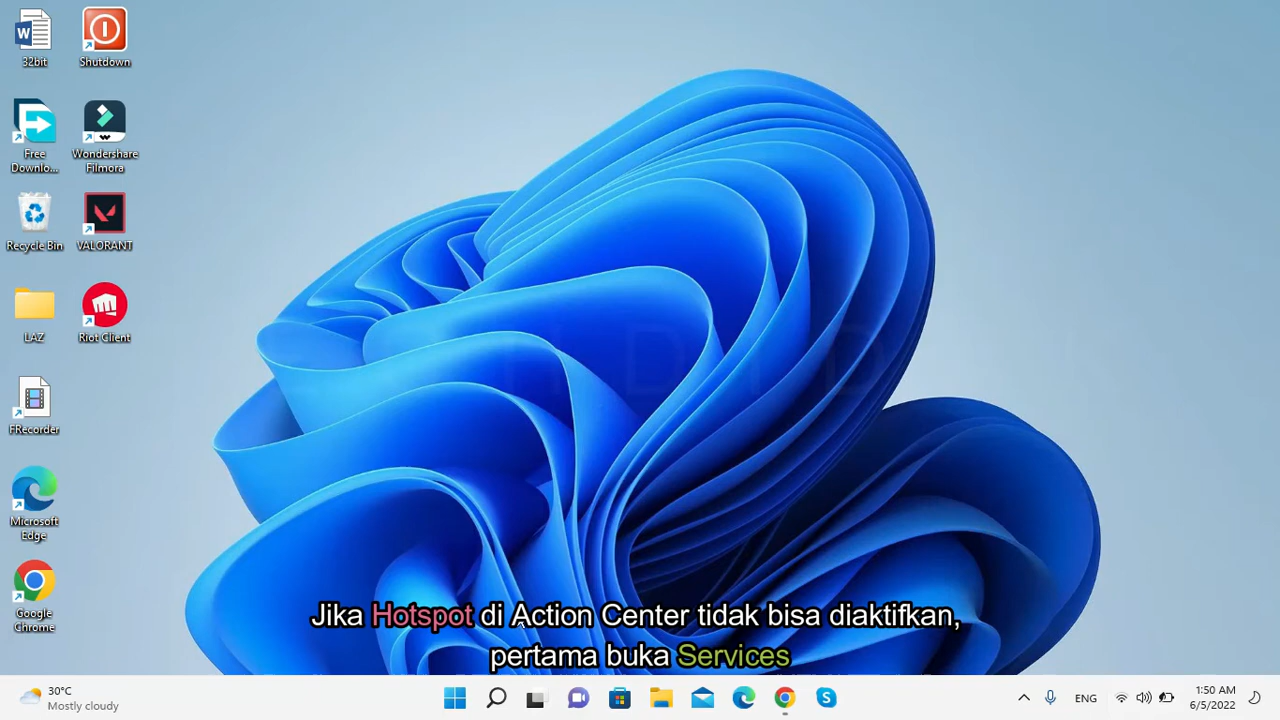 W
32bit
Shutdown
Free
Downlo...
Wondershare
Filmora
Recycle Bin
VALORANT
LAZ
Riot Client
FRecorder
Microsoft
Edge
Google
Chrome
Jika Hotspot di Action Center tidak bisa diaktifkan,
pertama buka Services
30°C
Mostly cloudy
ENG
1:50 AM
6/5/2022